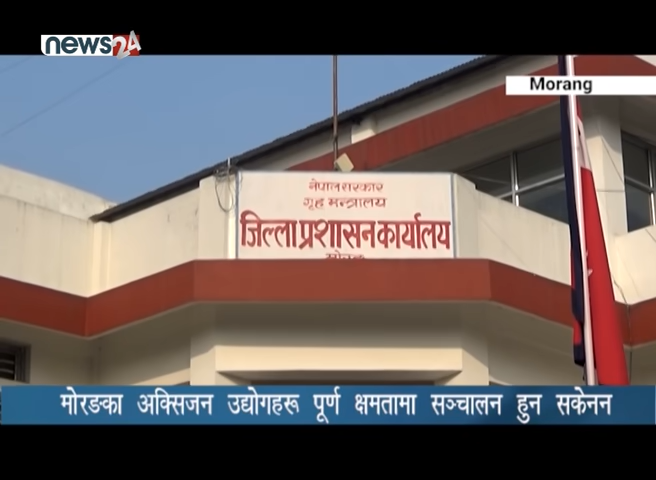 news24
Morang
नेपाल सरकार
गृह मन्त्रालय
जिल्ला प्रशासन कार्यालय
मोरङका अक्सिजन उद्योगहरू पूर्ण क्षमतामा सञ्चालन हुन सकेनन